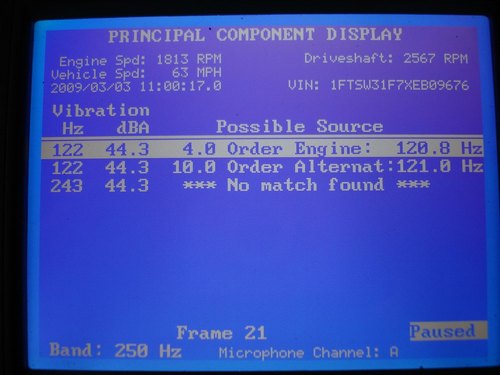 PRINCIPAL COMPONENT DISPLAY
Engine Spd: 1813 RPM Driveshaft: 2567 RPM
Vehicle Spd: 63 MPH
2009/03/03 11:00:17.0 VIN: 1FTSW31F7XEB09676
Vibration
Hz dBA Possible Source
122 44.3 4.0 Order Engine: 120.8 Hz
122 44.3 10.0 Order Alternat:121.0 Hz
243 44.3 *** No match found ***
Frame 21 Paused
Band: 250 Hz Microphone Channel: A